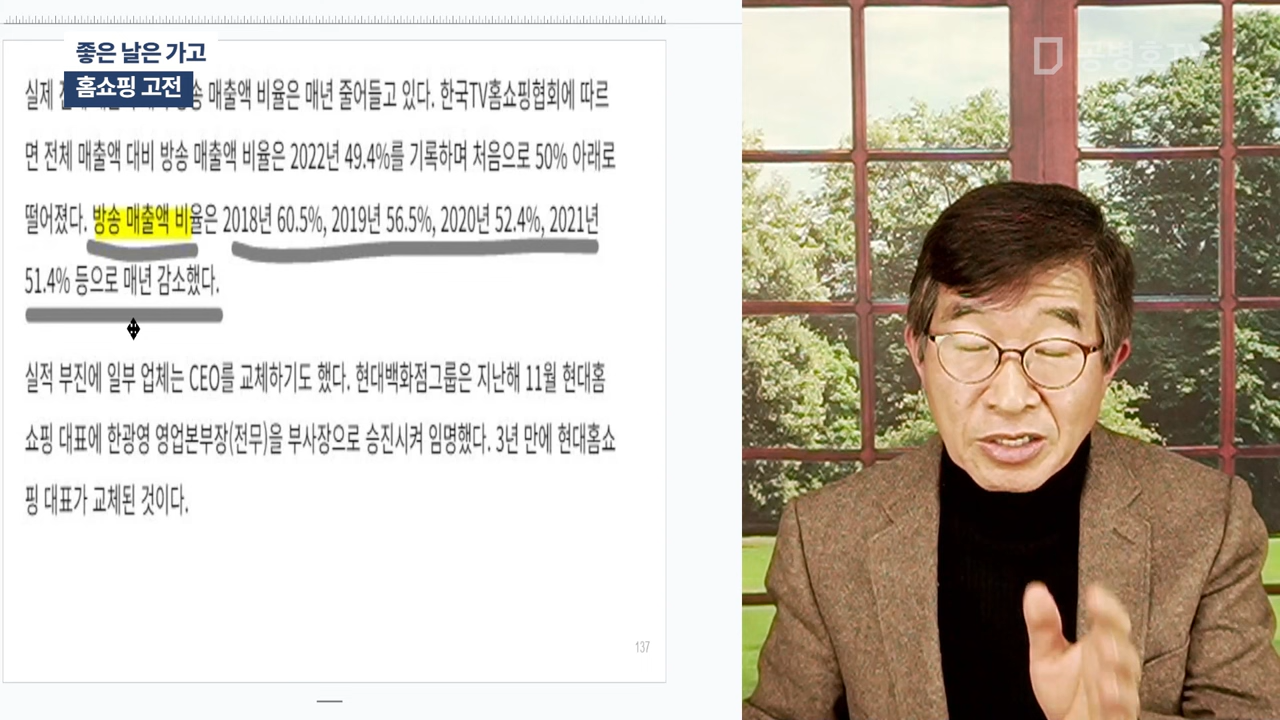 좋은 날은 가고
홈쇼핑 고전
실제 매출액 비율은 매년 줄어들고 있다. 한국TV홈쇼핑협회에 따르
면 전체 매출액 대비 방송 매출액 비율은 2022년 49.4%를 기록하며 처음으로 50% 아래로
떨어졌다. 방송 매출액 비율은 2018년 60.5%, 2019년 56.5%, 2020년 52.4%, 2021년
51.4% 등으로 매년 감소했다.
실적 부진에 일부 업체는 CEO를 교체하기도 했다. 현대백화점그룹은 지난해 11월 현대홈
쇼핑 대표에 한광영 영업본부장(전무)을 부사장으로 승진시켜 임명했다. 3년 만에 현대홈쇼
핑 대표가 교체된 것이다.
137
공병호TV